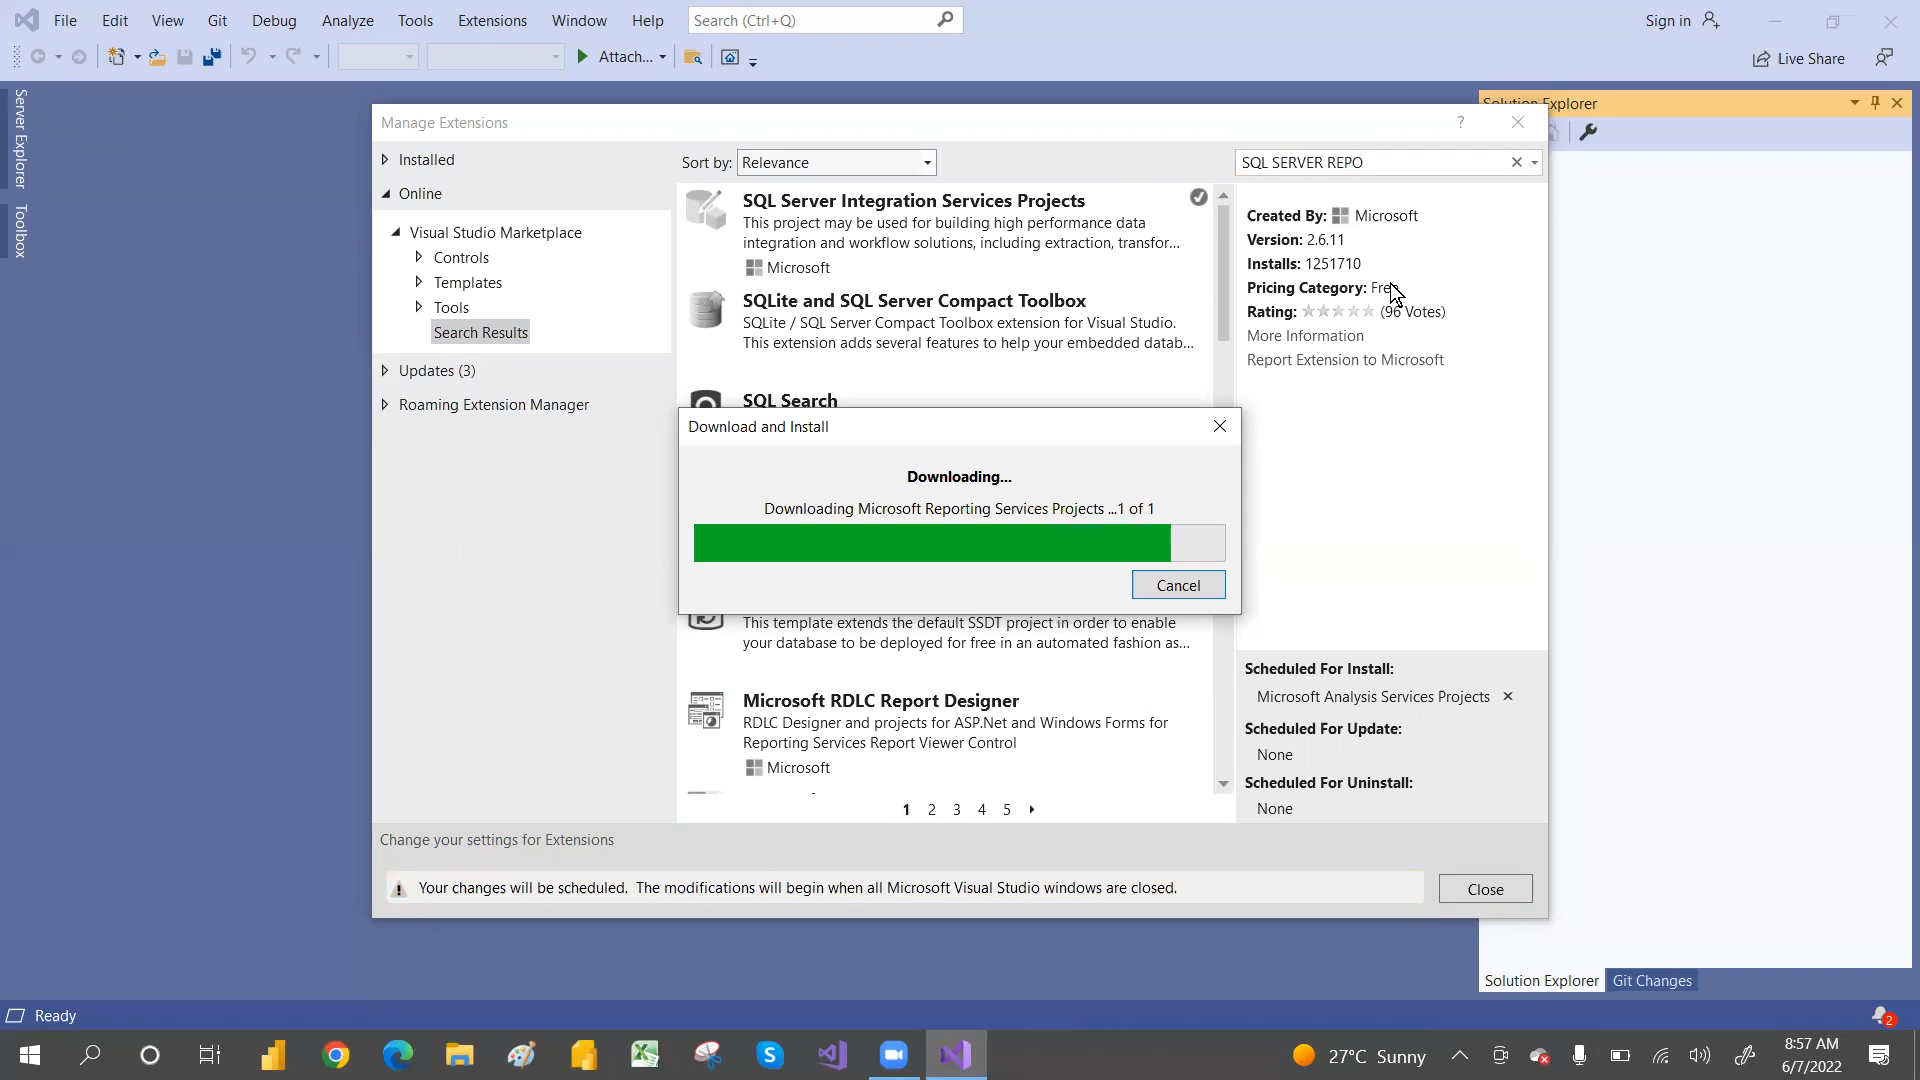 File Edit View Git Debug Analyze Tools Extensions Window Help Search (Ctrl+Q) Sign in
Attach... Live Share
Server Explorer
Toolbox
Solution Explorer
Manage Extensions ?
Installed
Online
Visual Studio Marketplace
Controls
Templates
Tools
Search Results
Updates (3)
Roaming Extension Manager
Sort by: Relevance
SQL SERVER REPO
SQL Server Integration Services Projects
This project may be used for building high performance data
integration and workflow solutions, including extraction, transfor...
Microsoft
SQLite and SQL Server Compact Toolbox
SQLite / SQL Server Compact Toolbox extension for Visual Studio.
This extension adds several features to help your embedded datab...
SQL Search
Download and Install
Downloading...
Downloading Microsoft Reporting Services Projects ...1 of 1
Cancel
This template extends the default SSDT project in order to enable
your database to be deployed for free in an automated fashion as...
Microsoft RDLC Report Designer
RDLC Designer and projects for ASP.Net and Windows Forms for
Reporting Services Report Viewer Control
Microsoft
1 2 3 4 5
Created By: Microsoft
Version: 2.6.11
Installs: 1251710
Pricing Category: Free
Rating: (96 Votes)
More Information
Report Extension to Microsoft
Scheduled For Install:
Microsoft Analysis Services Projects
Scheduled For Update:
None
Scheduled For Uninstall:
None
Change your settings for Extensions
Your changes will be scheduled. The modifications will begin when all Microsoft Visual Studio windows are closed.
Close
Solution Explorer Git Changes
Ready
2
27°C Sunny
8:57 AM
6/7/2022